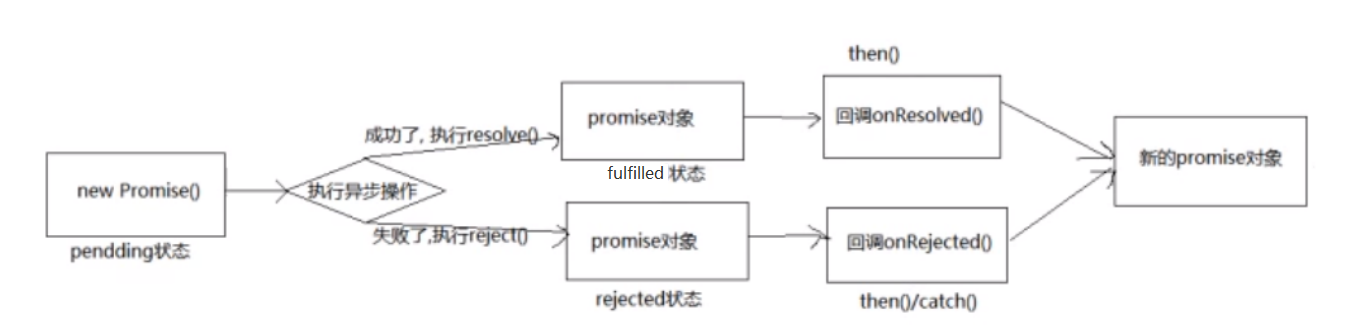 then()
成功了, 执行resolve()
promise对象
回调onResolved()
fulfilled 状态
new Promise()
执行异步操作
新的promise对象
pendding状态
失败了,执行reject()
promise对象
回调onRejected()
rejected状态
then()/catch()